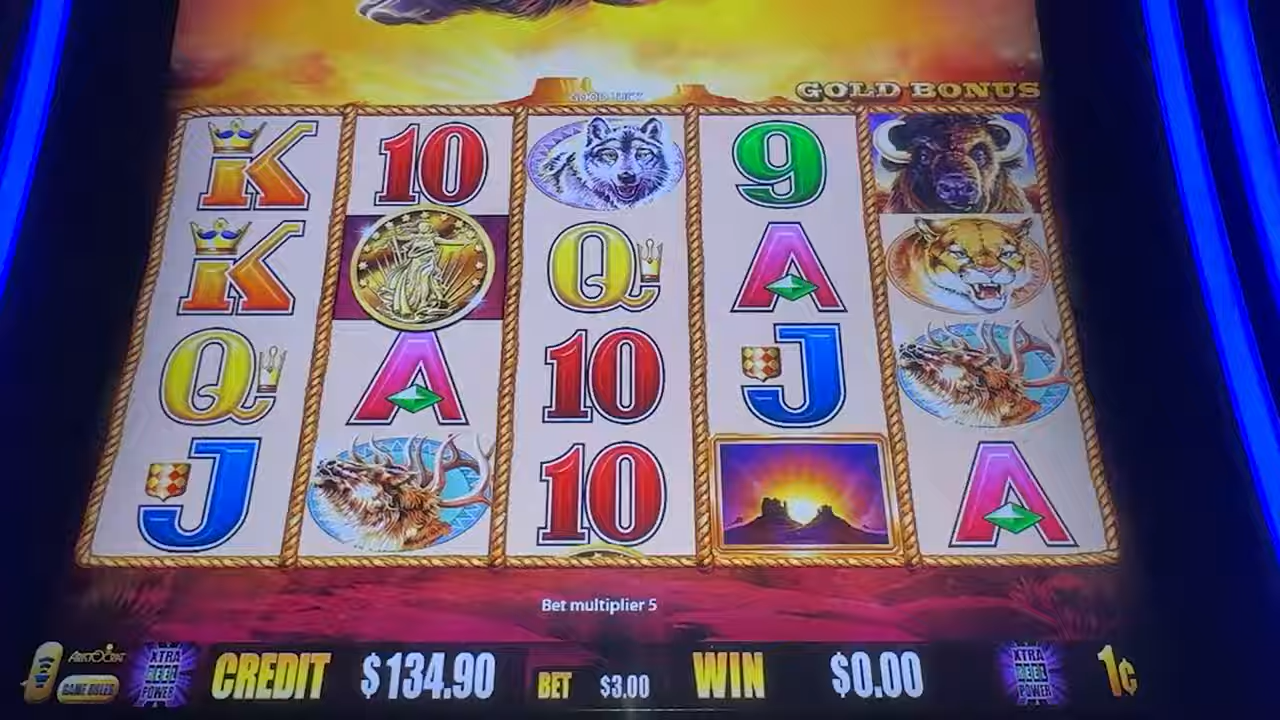 GOOD LUCK
GOLD BONUS
K 10 9
K Q A
Q A 10 J
J 10 A
Bet multiplier 5
ARISTOCRAT
GAME RULES
XTRA REEL POWER
CREDIT $134.90
BET $3.00
WIN $0.00
XTRA REEL POWER
1¢